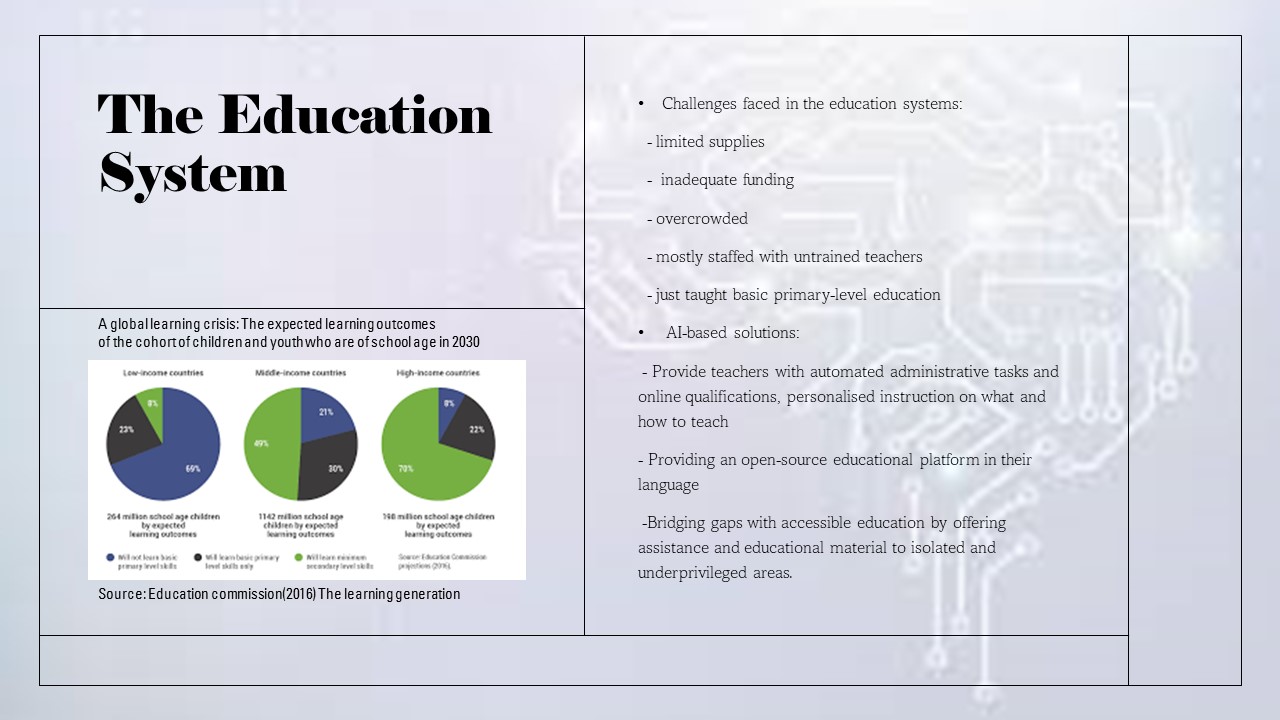 The Education
System
A global learning crisis: The expected learning outcomes
of the cohort of children and youth who are of school age in 2030
Low-income countries
Middle-income countries
High-income countries
8%
23%
69%
21%
49%
30%
8%
22%
70%
264 million school age children
by expected
learning outcomes
1142 million school age
children by expected
learning outcomes
198 million school age children
by expected
learning outcomes
Will not learn basic
primary level skills
Will learn basic primary
level skills only
Will learn minimum
secondary level skills
Source: Education Commission
projections (2016).
Source: Education commission(2016) The learning generation
• Challenges faced in the education systems:
- limited supplies
- inadequate funding
- overcrowded
- mostly staffed with untrained teachers
- just taught basic primary-level education
• AI-based solutions:
- Provide teachers with automated administrative tasks and
online qualifications, personalised instruction on what and
how to teach
- Providing an open-source educational platform in their
language
-Bridging gaps with accessible education by offering
assistance and educational material to isolated and
underprivileged areas.